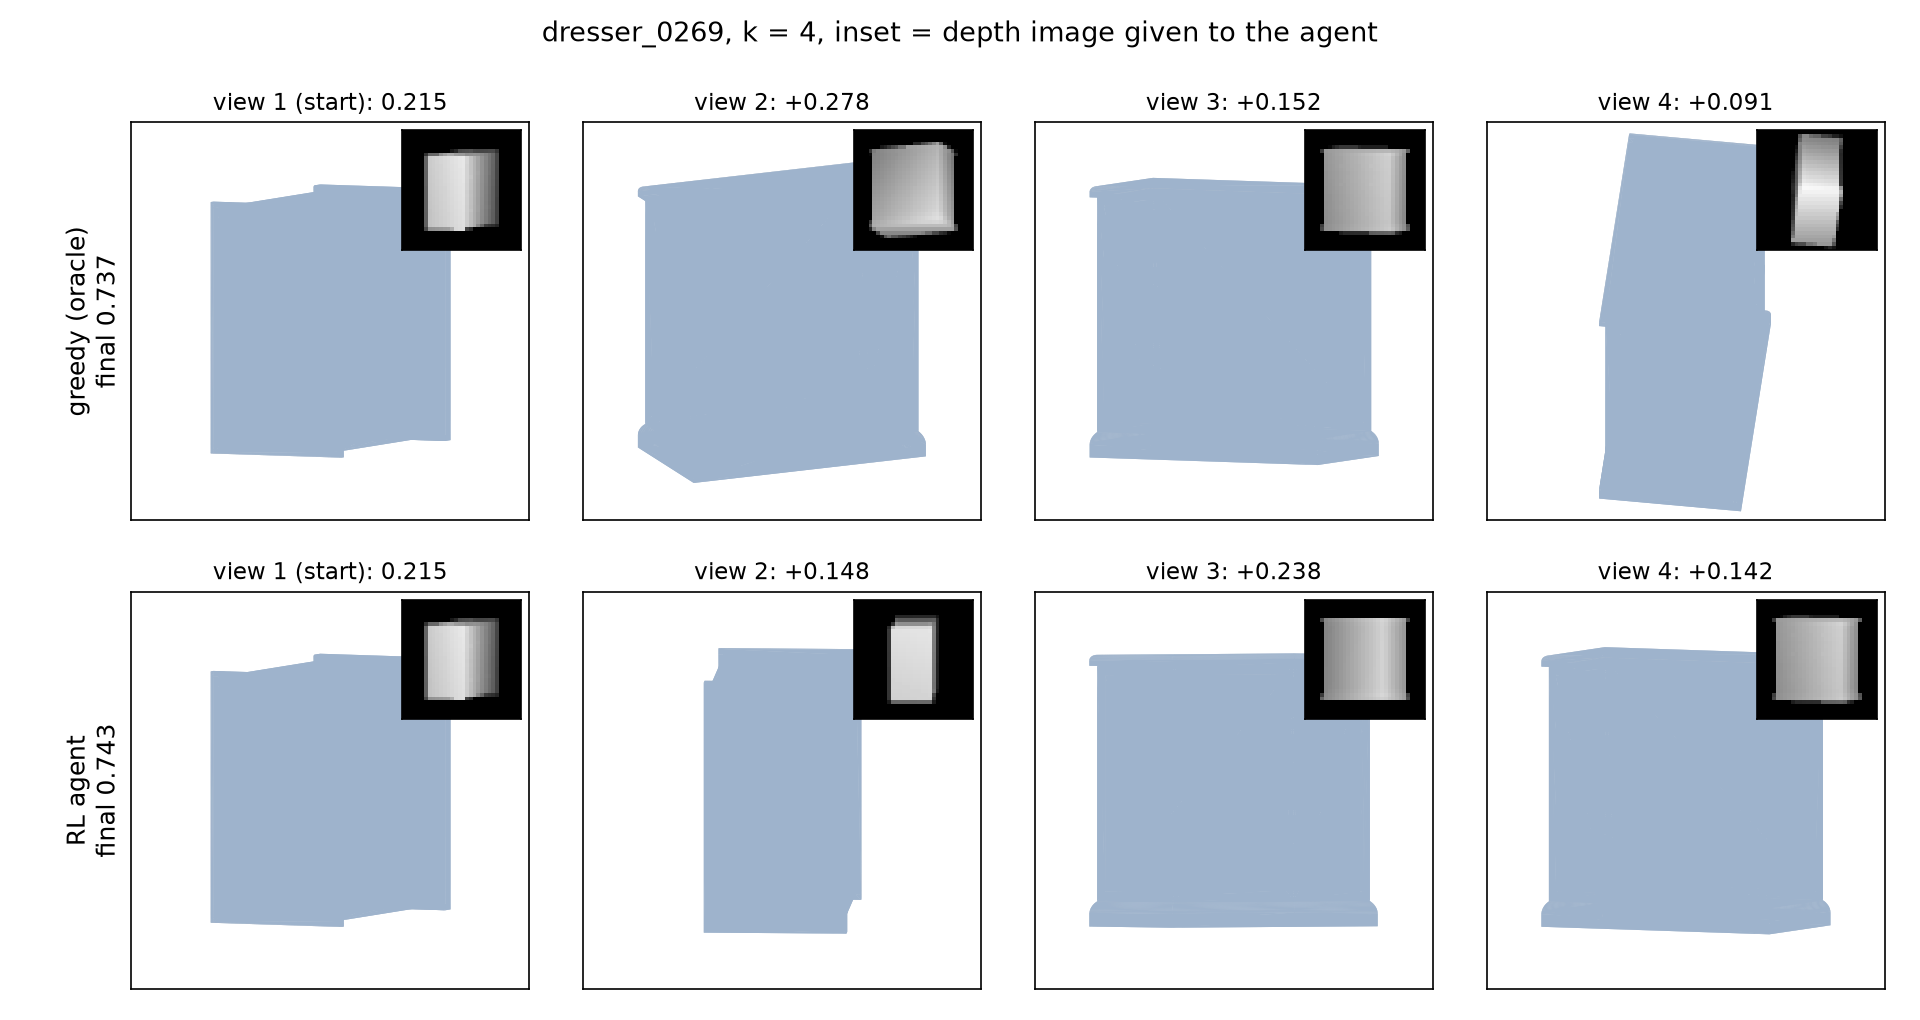 dresser_0269, k = 4, inset = depth image given to the agent
greedy (oracle)
final 0.737
view 1 (start): 0.215
view 2: +0.278
view 3: +0.152
view 4: +0.091
RL agent
final 0.743
view 1 (start): 0.215
view 2: +0.148
view 3: +0.238
view 4: +0.142